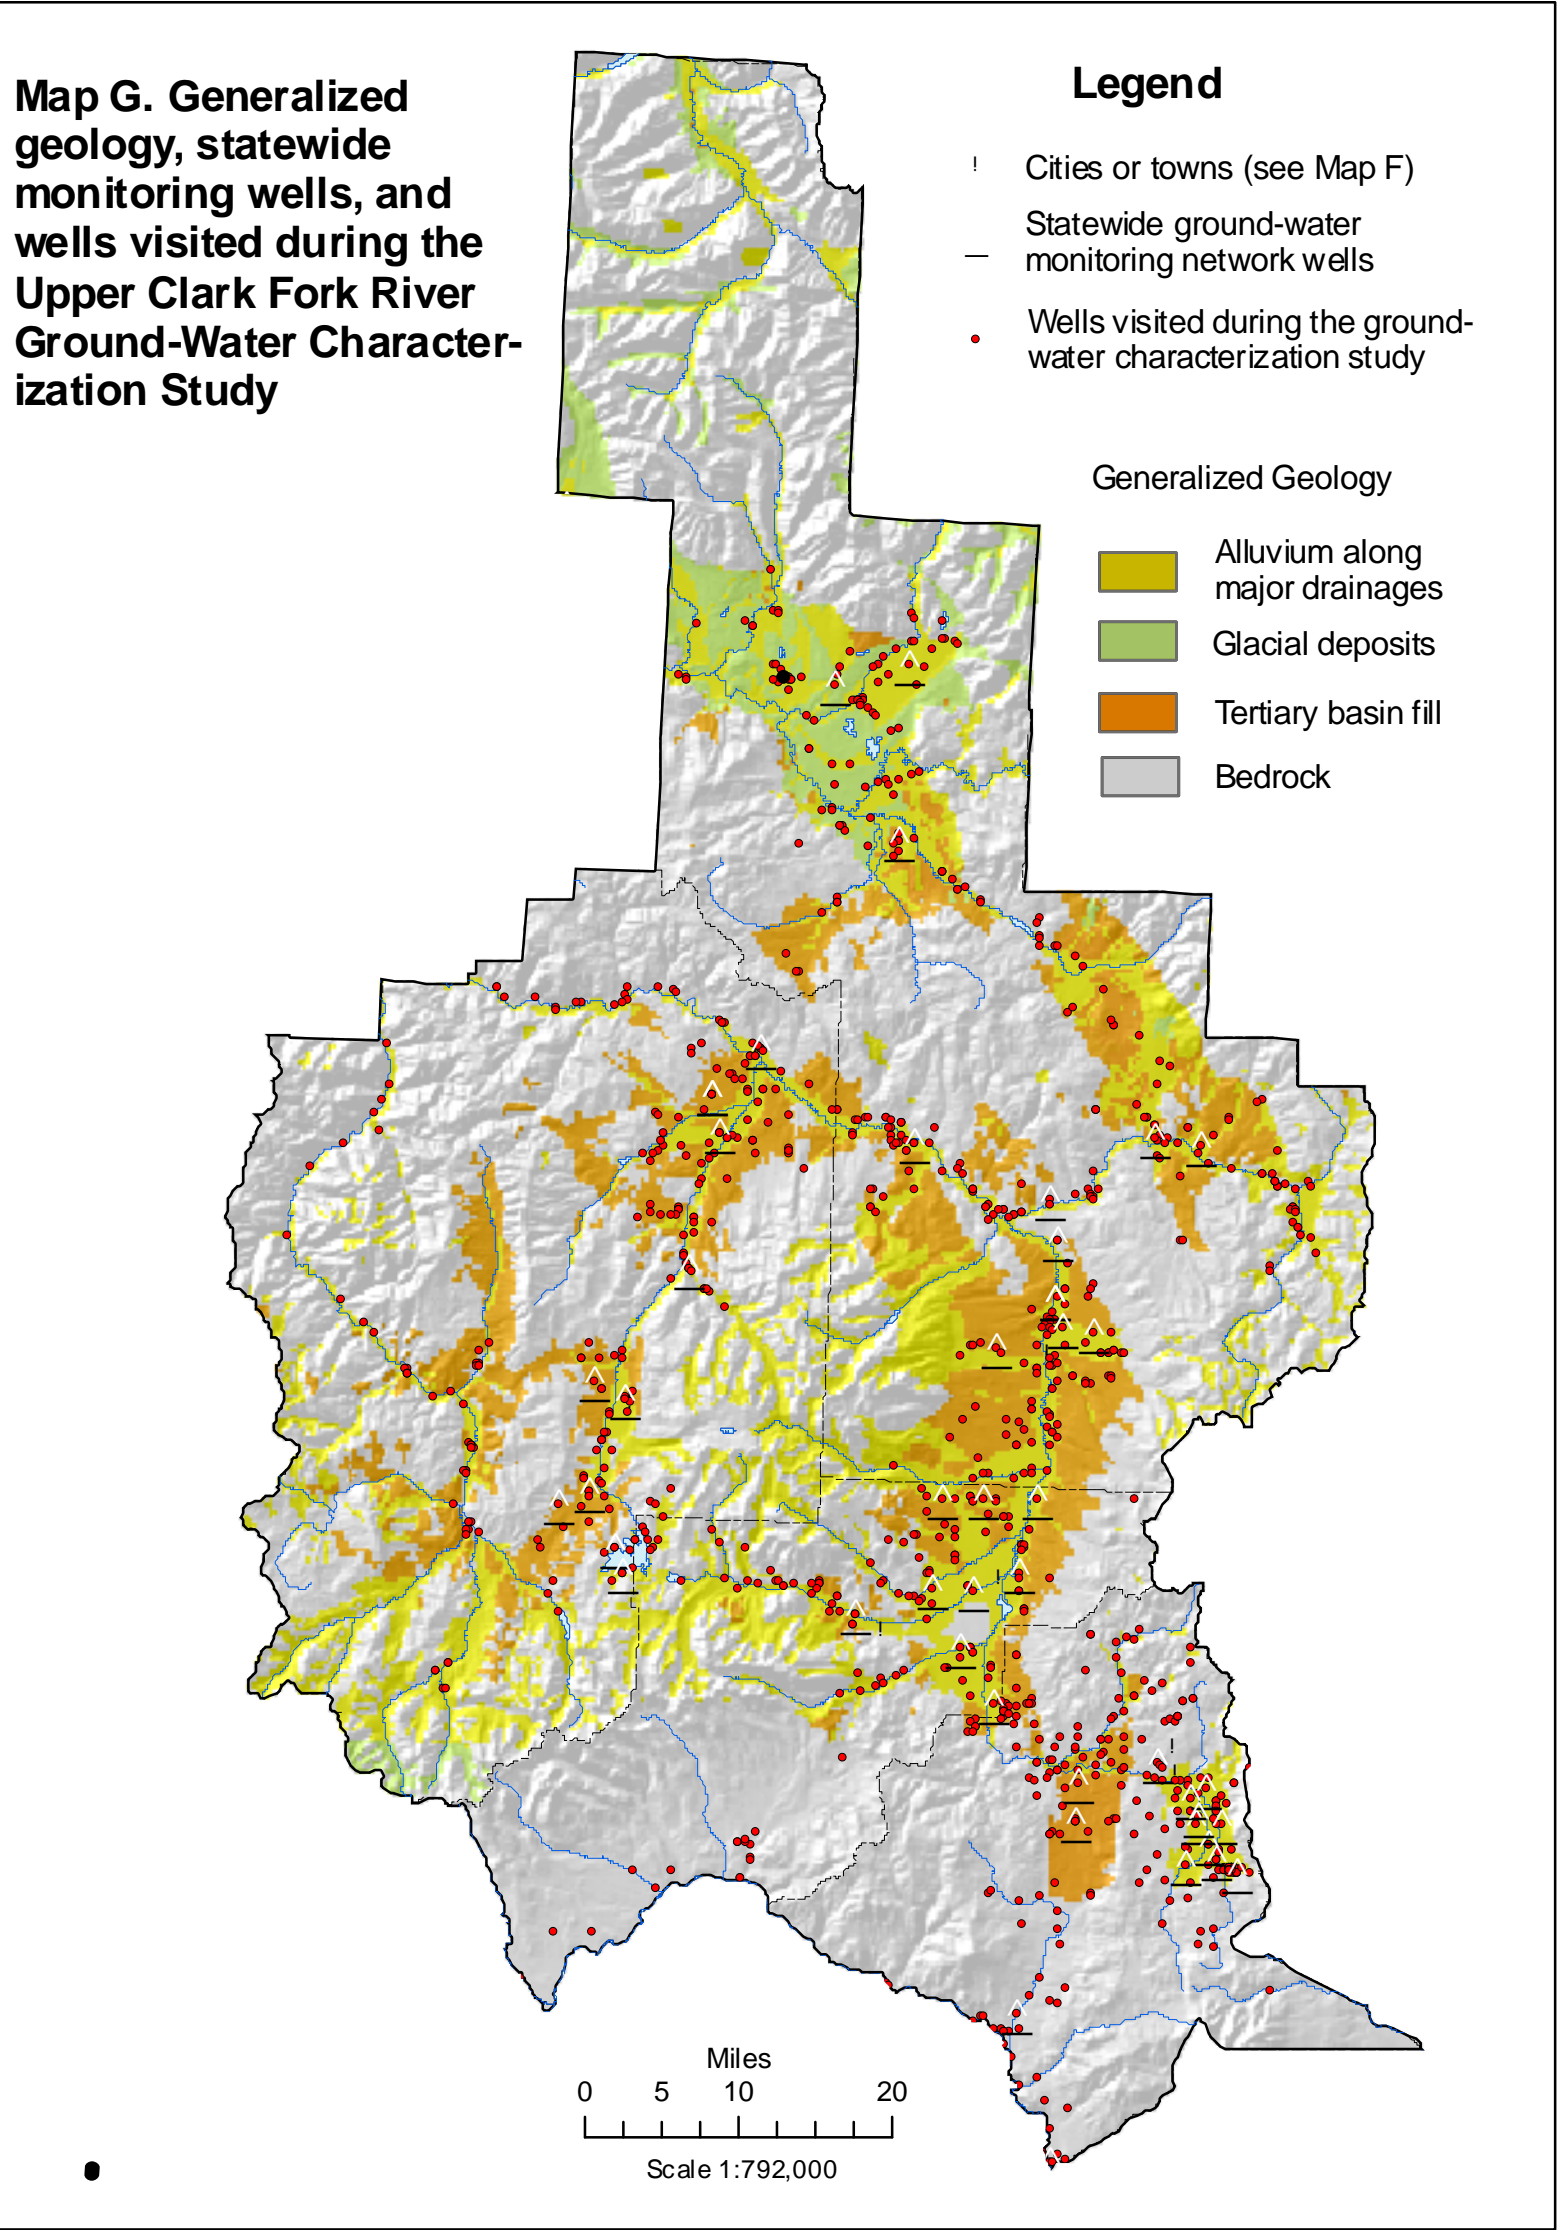 Map G. Generalized
geology, statewide
monitoring wells, and
wells visited during the
Upper Clark Fork River
Ground-Water Character-
ization Study
Legend
! Cities or towns (see Map F)
Statewide ground-water
monitoring network wells
Wells visited during the ground-
water characterization study
Generalized Geology
Alluvium along
major drainages
Glacial deposits
Tertiary basin fill
Bedrock
Miles
0 5 10 20
Scale 1:792,000